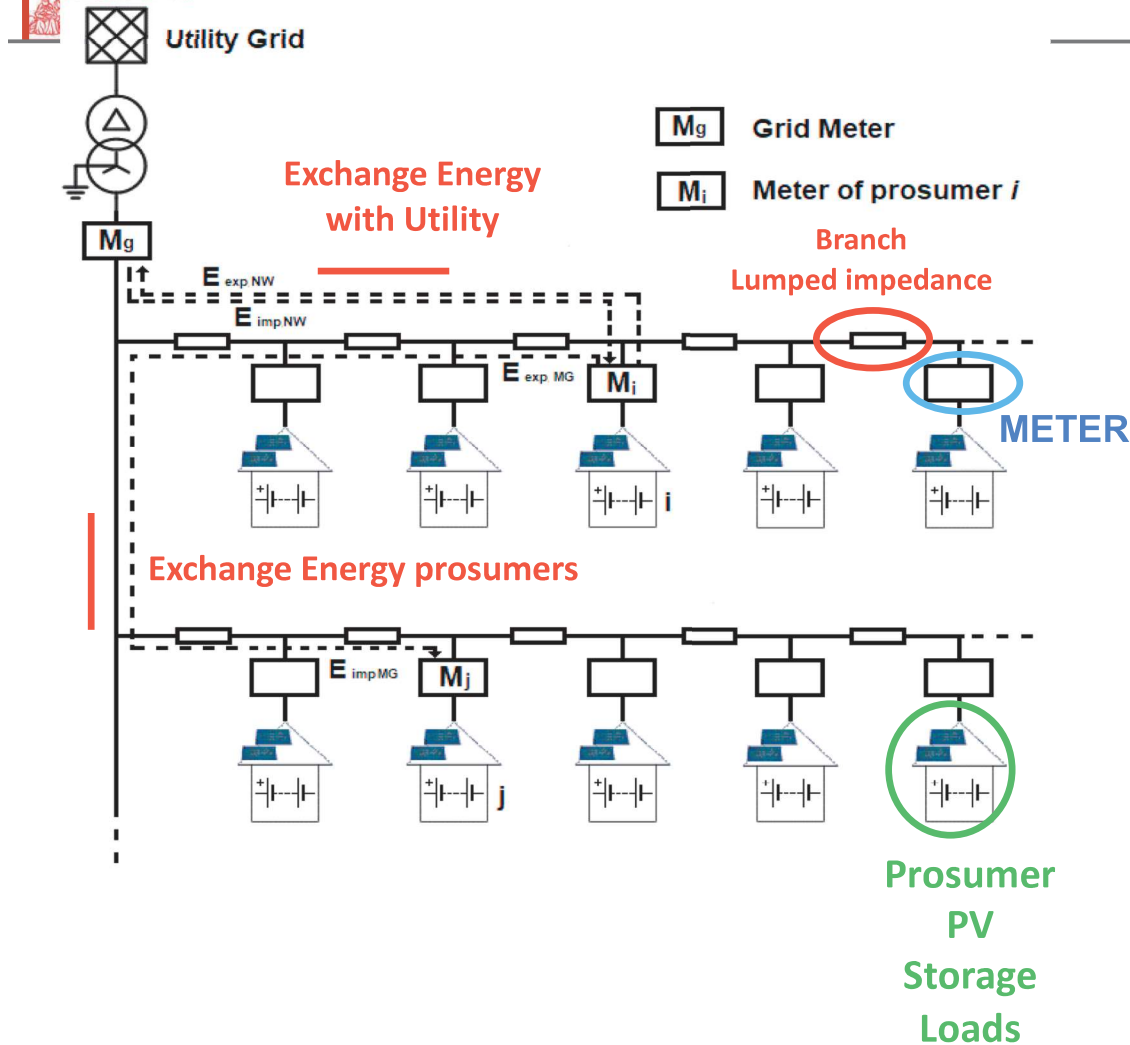 Utility Grid
Mg Grid Meter
Mi Meter of prosumer i
Exchange Energy
with Utility
Mg
Branch
Lumped impedance
E exp NW
E imp NW
E exp, MG
Mi
METER
i
Exchange Energy prosumers
E imp MG
Mj
j
Prosumer
PV
Storage
Loads